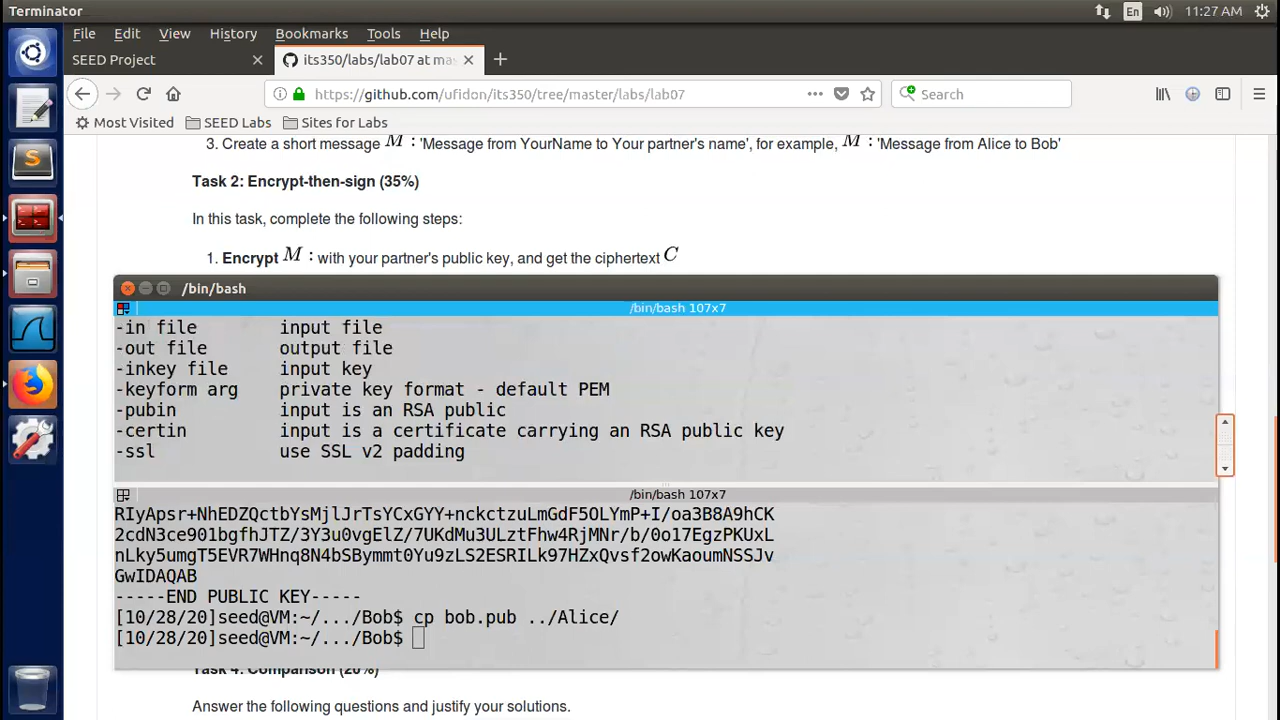 Terminator
En
11:27 AM
File Edit View History Bookmarks Tools Help
SEED Project
its350/labs/lab07 at mas
https://github.com/ufidon/its350/tree/master/labs/lab07
Search
Most Visited
SEED Labs
Sites for Labs
3. Create a short message M : 'Message from YourName to Your partner's name', for example, M : 'Message from Alice to Bob'
Task 2: Encrypt-then-sign (35%)
In this task, complete the following steps:
1. Encrypt M : with your partner's public key, and get the ciphertext C
/bin/bash
/bin/bash 107x7
-in file input file
-out file output file
-inkey file input key
-keyform arg private key format - default PEM
-pubin input is an RSA public
-certin input is a certificate carrying an RSA public key
-ssl use SSL v2 padding
/bin/bash 107x7
RIyApsr+NhEDZQctbYsMjlJrTsYCxGYY+nckctzuLmGdF5OLYmP+I/oa3B8A9hCK
2cdN3ce901bgfhJTZ/3Y3u0vgElZ/7UKdMu3ULztFhw4RjMNr/b/0o17EgzPKUxL
nLky5umgT5EVR7WHnq8N4bSBymmt0Yu9zLS2ESRILk97HZxQvsf2owKaoumNSSJv
GwIDAQAB
-----END PUBLIC KEY-----
[10/28/20]seed@VM:~/.../Bob$ cp bob.pub ../Alice/
[10/28/20]seed@VM:~/.../Bob$
Task 4: Comparison (20%)
Answer the following questions and justify your solutions.